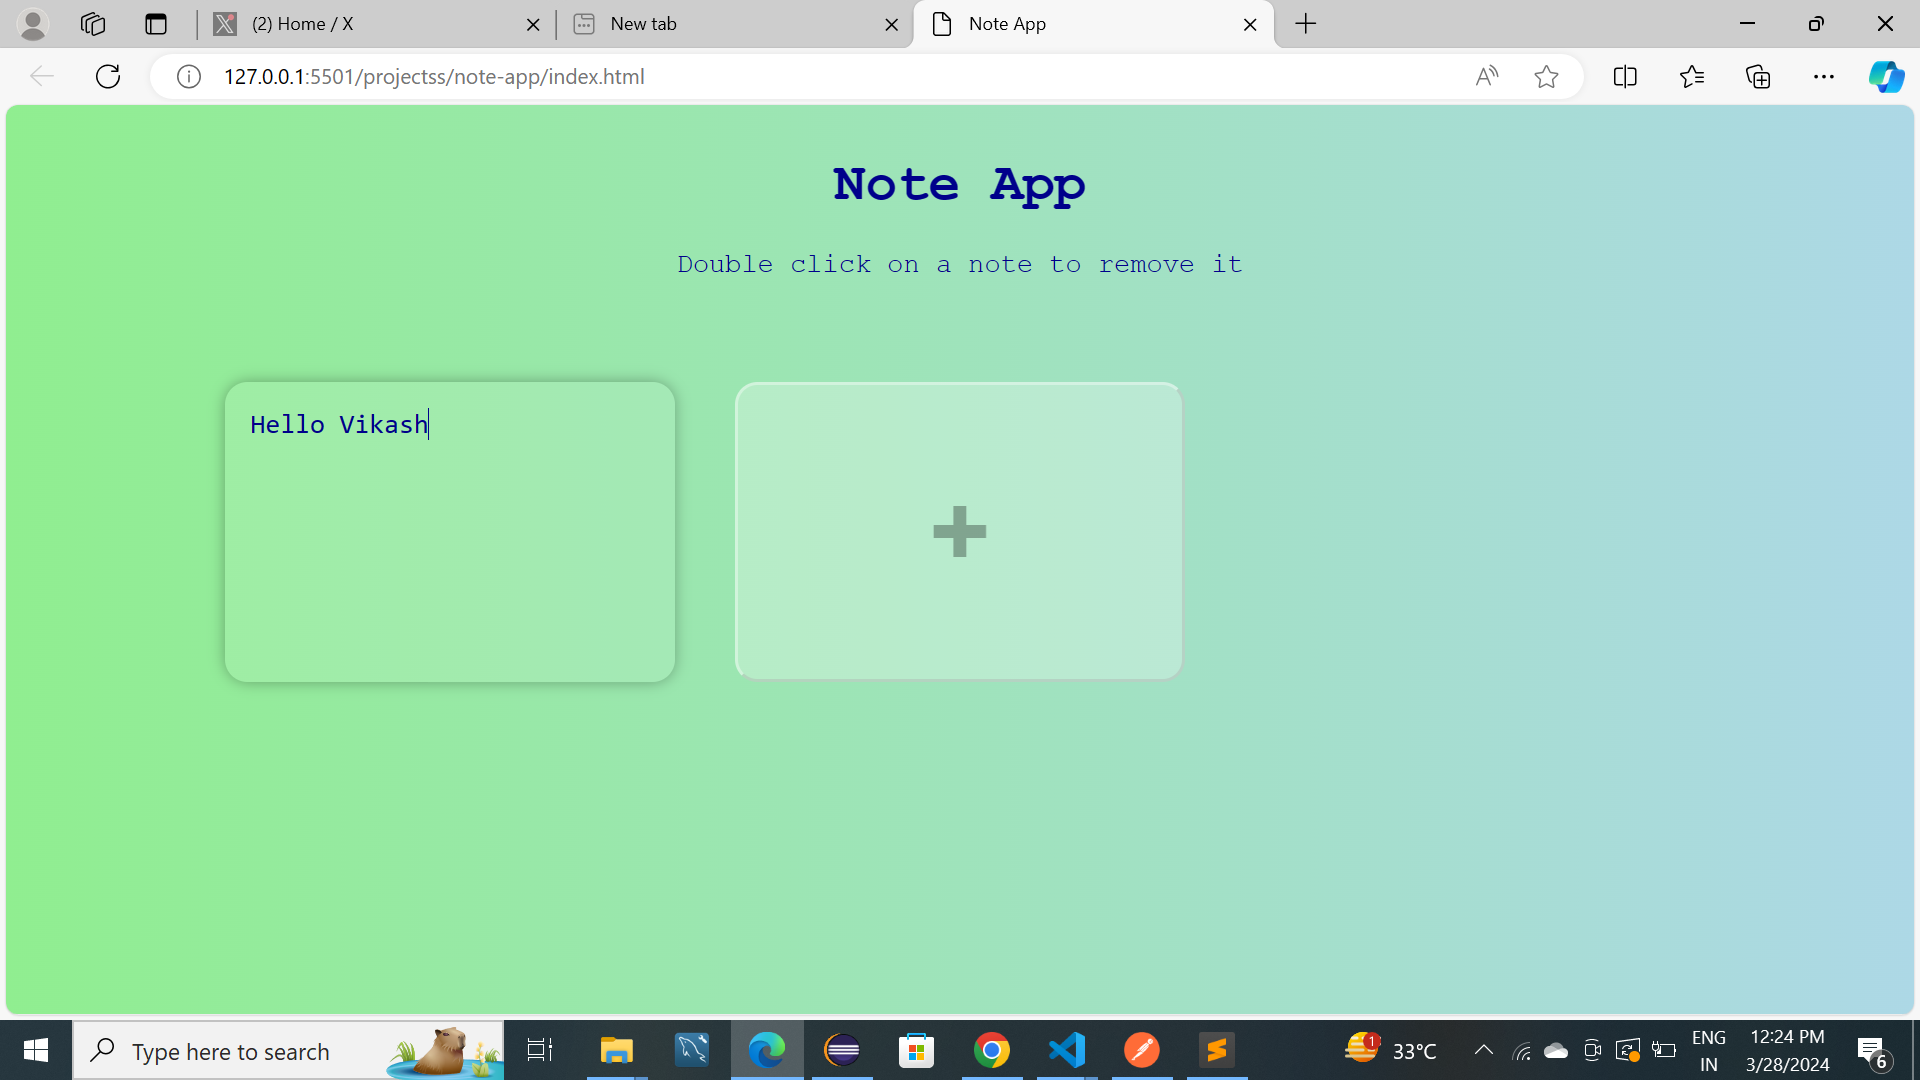 (2) Home / X
New tab
Note App
127.0.0.1:5501/projectss/note-app/index.html
Note App
Double click on a note to remove it
Hello Vikash
+
Type here to search
1
33°C
ENG
IN
12:24 PM
3/28/2024
6